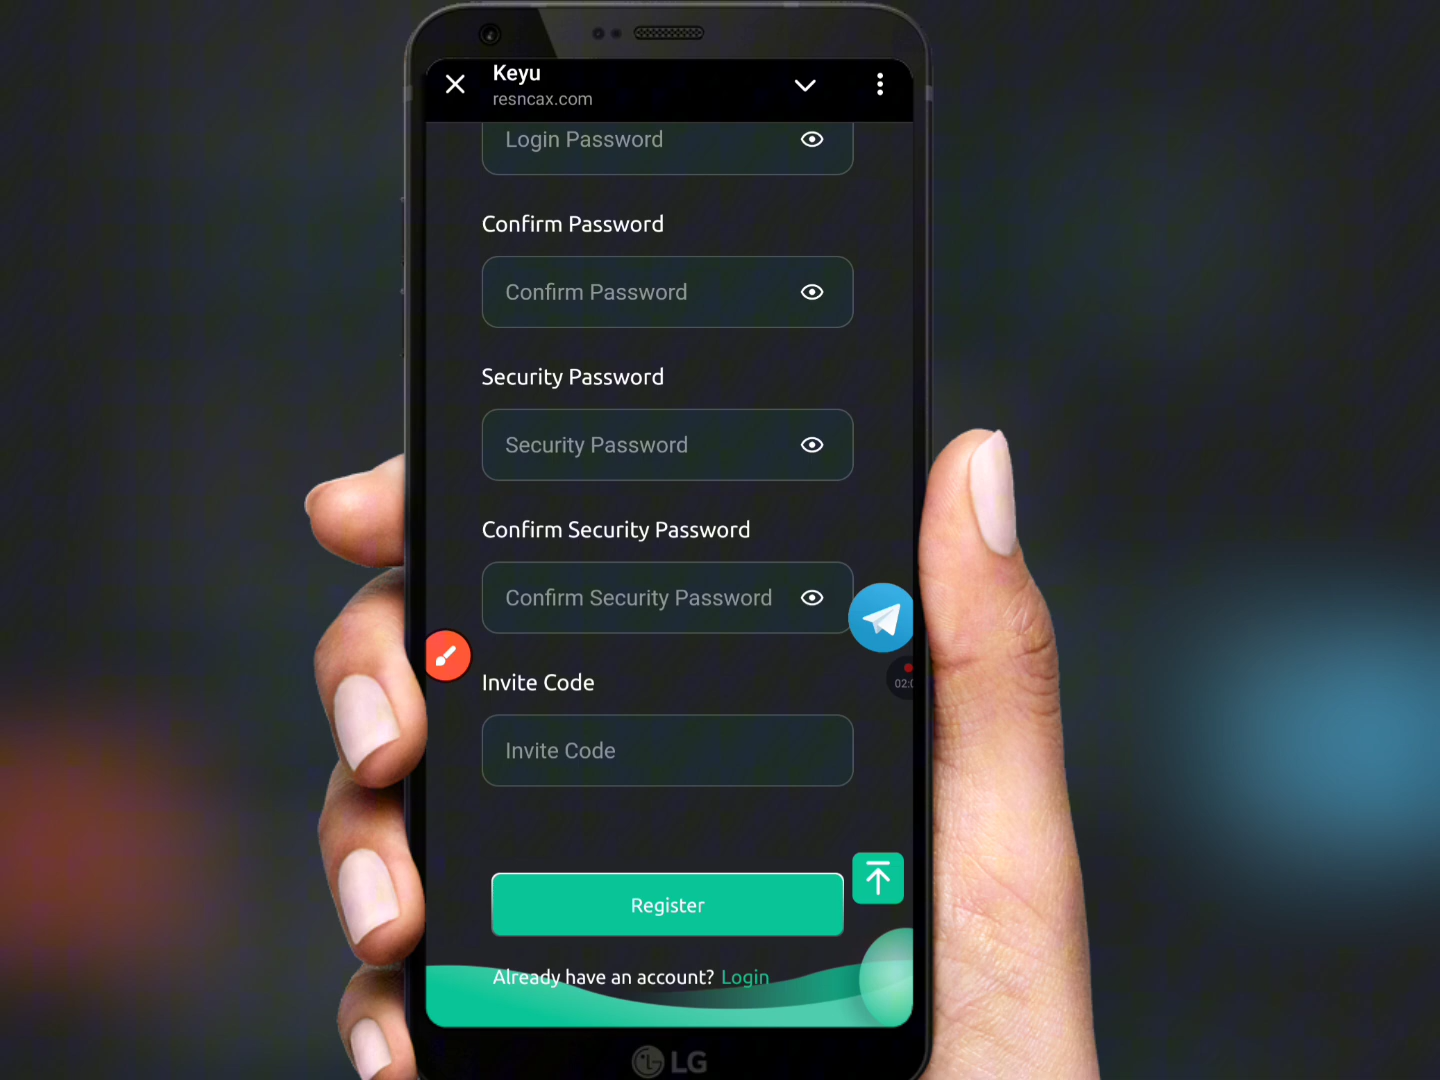 Keyu
resncax.com
Login Password
Confirm Password
Confirm Password
Security Password
Security Password
Confirm Security Password
Confirm Security Password
Invite Code
Invite Code
Register
Already have an account? Login
LG